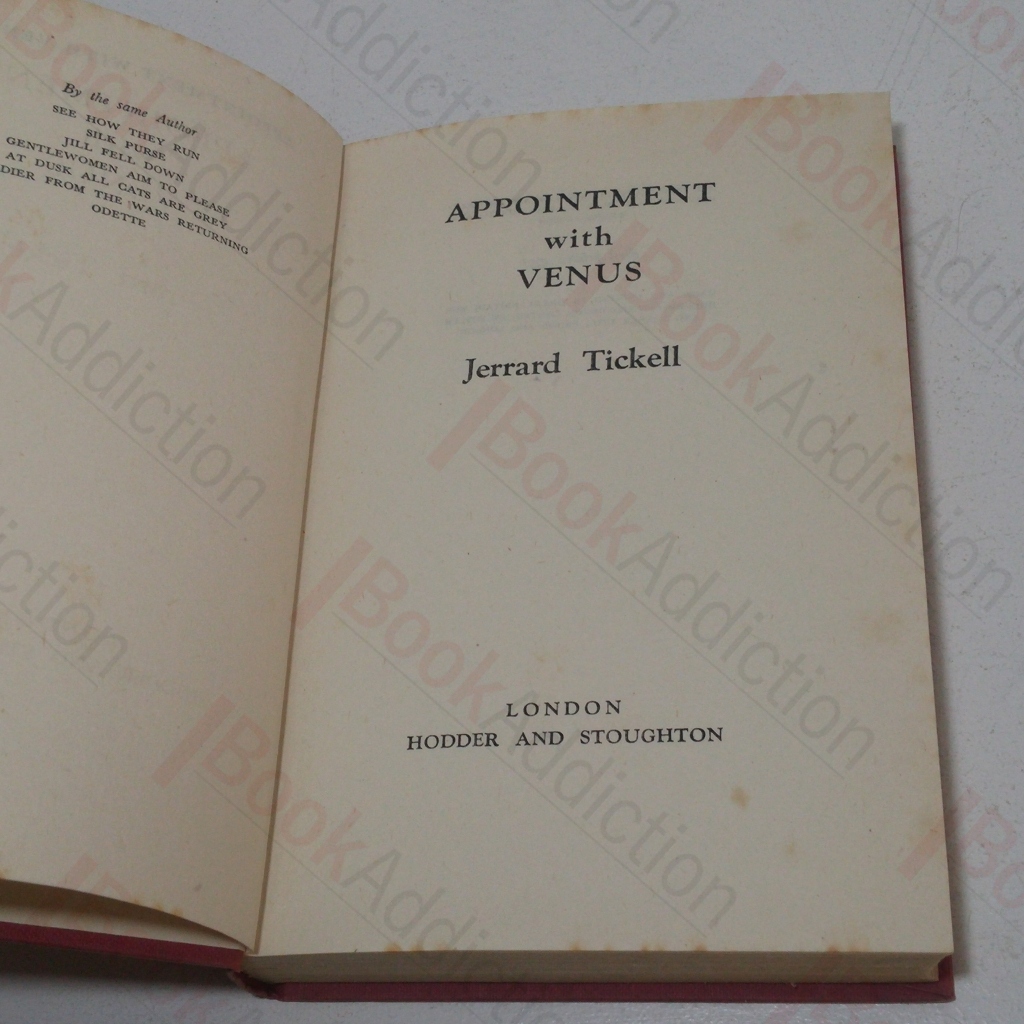 By the same Author
SEE HOW THEY RUN
SILK PURSE
JILL FELL DOWN
GENTLEWOMEN AIM TO PLEASE
AT DUSK ALL CATS ARE GREY
DIER FROM THE WARS RETURNING
ODETTE
APPOINTMENT
with
VENUS
Jerrard Tickell
LONDON
HODDER AND STOUGHTON
BookAddiction